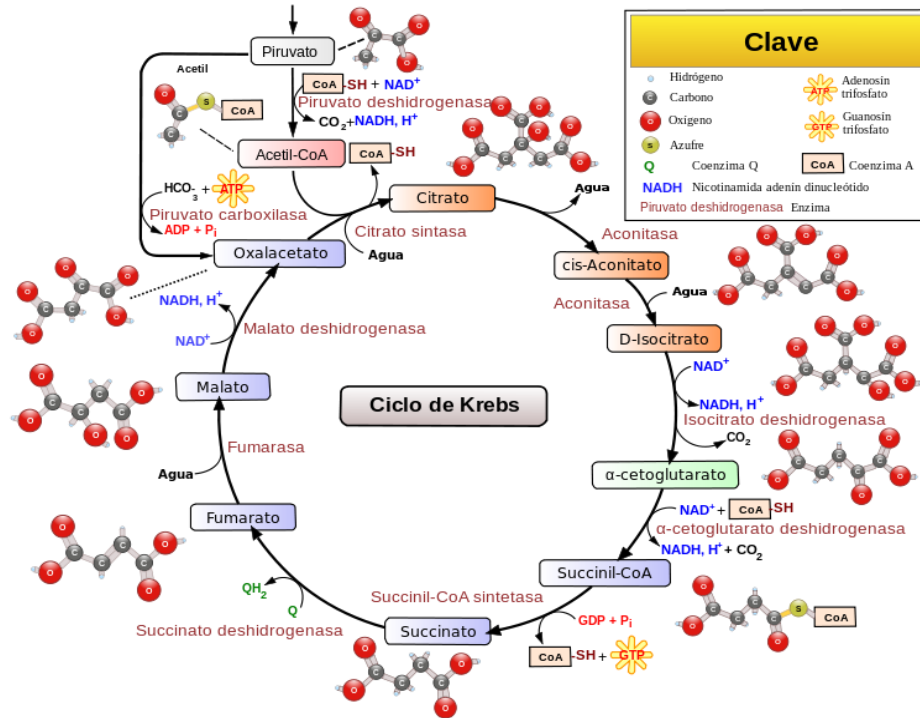 Clave
Hidrógeno
Carbono
Oxígeno
Azufre
Q Coenzima Q
NADH Nicotinamida adenín dinucleótido
Piruvato deshidrogenasa Enzima
ATP Adenosín
trifosfato
GTP Guanosín
trifosfato
CoA Coenzima A
Piruvato
Acetil
S CoA
CoA-SH + NAD+
Piruvato deshidrogenasa
CO2+NADH, H+
Acetil-CoA
CoA-SH
HCO3- + ATP
Piruvato carboxilasa
ADP + Pi
Citrato sintasa
Agua
Oxalacetato
Citrato
Agua
Aconitasa
cis-Aconitato
Aconitasa
Agua
D-Isocitrato
NAD+
NADH, H+
Isocitrato deshidrogenasa
CO2
α-cetoglutarato
NAD+ + CoA-SH
α-cetoglutarato deshidrogenasa
NADH, H+ + CO2
Succinil-CoA
S CoA
Succinil-CoA sintetasa
GDP + Pi
CoA-SH + GTP
Succinato
Succinato deshidrogenasa
Q
QH2
Fumarato
Agua
Fumarasa
Malato
NAD+
Malato deshidrogenasa
NADH, H+
Ciclo de Krebs